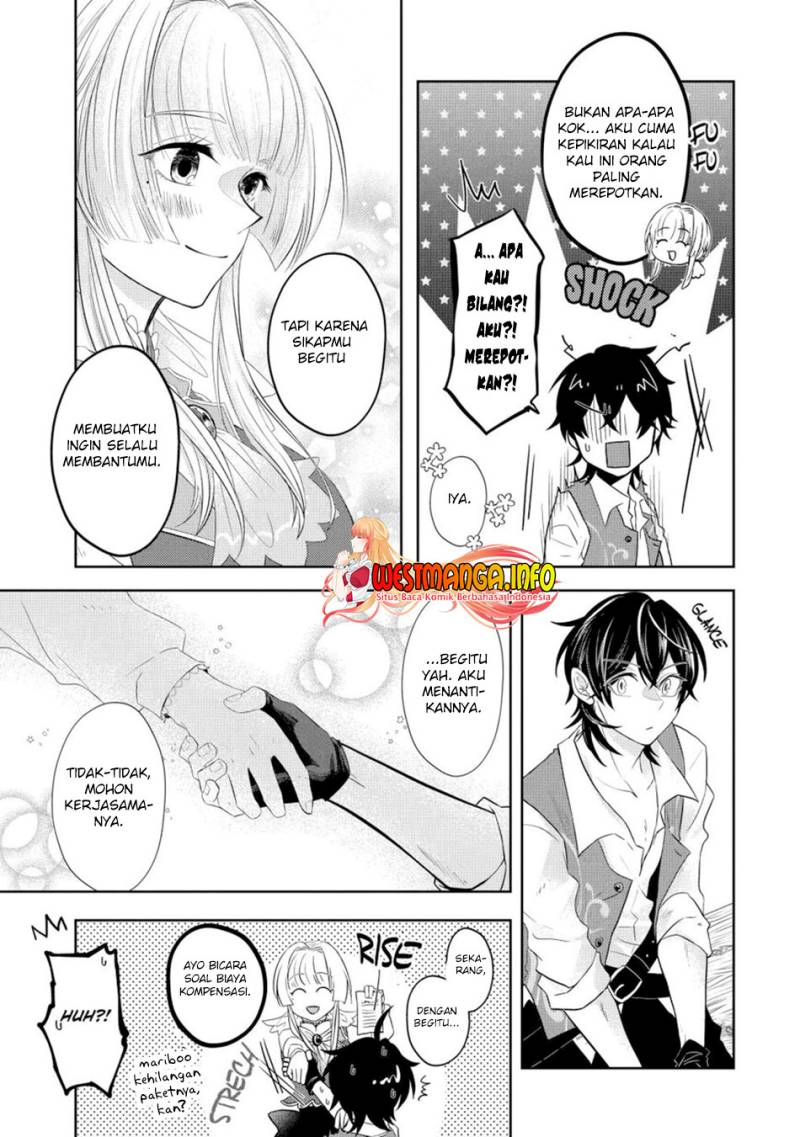 BUKAN APA-APA
KOK... AKU CUMA
KEPIKIRAN KALAU
KAU INI ORANG
PALING
MEREPOTKAN.
FU
FU
A... APA
KAU
BILANG?!
AKU?!
MEREPOT-
KAN?!
SHOCK
IYA.
TAPI KARENA
SIKAPMU
BEGITU
MEMBUATKU
INGIN SELALU
MEMBANTUMU.
WESTMANGA.INFO
Situs Baca Komik Berbahasa Indonesia
GLANCE
...BEGITU
YAH. AKU
MENANTI-
KANNYA.
TIDAK-TIDAK,
MOHON
KERJASAMA-
NYA.
SEKA-
RANG,
DENGAN
BEGITU...
RISE
AYO BICARA
SOAL BIAYA
KOMPENSASI.
STRECH
mariboo
kehilangan
paketnya,
kan?
HUH?!